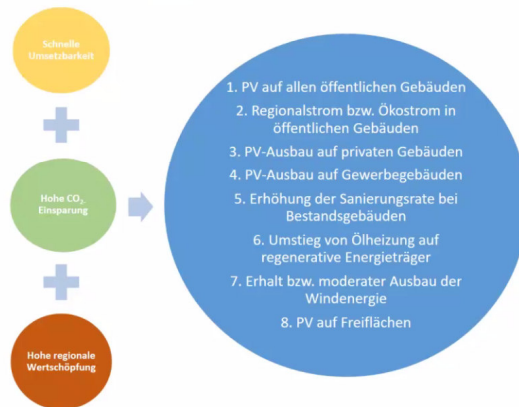 Schnelle
Umsetzbarkeit
Hohe CO₂
Einsparung
Hohe regionale
Wertschöpfung
1. PV auf allen öffentlichen Gebäuden
2. Regionalstrom bzw. Ökostrom in
öffentlichen Gebäuden
3. PV-Ausbau auf privaten Gebäuden
4. PV-Ausbau auf Gewerbegebäuden
5. Erhöhung der Sanierungsrate bei
Bestandsgebäuden
6. Umstieg von Ölheizung auf
regenerative Energieträger
7. Erhalt bzw. moderater Ausbau der
Windenergie
8. PV auf Freiflächen